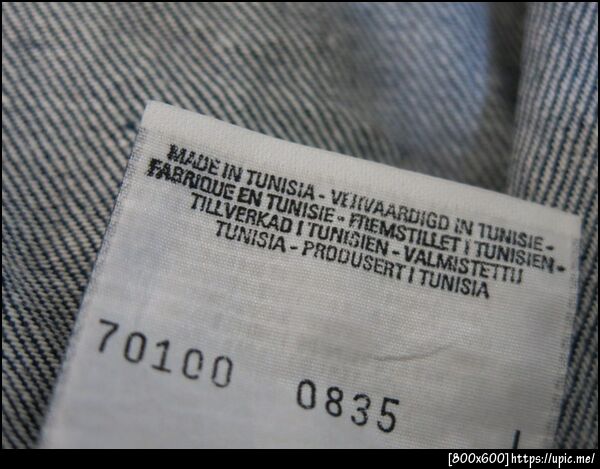 MADE IN TUNISIA - VERVAARDIGD IN TUNISIE -
FABRIQUE EN TUNISIE - FREMSTILLET I TUNISIEN -
TILLVERKAD I TUNISIEN - VALMISTETTU
TUNISIA - PRODUSERT I TUNISIA
70100 0835
[800x600]https://upic.me/